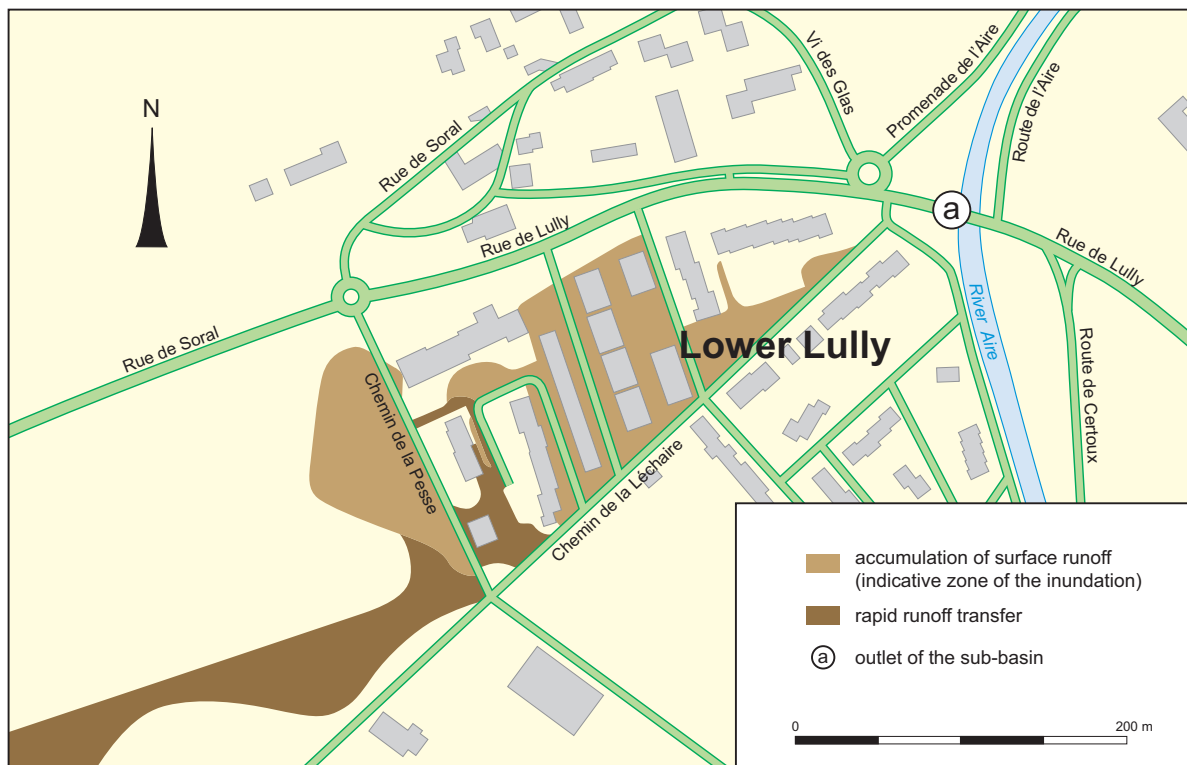 N
Vi des Glas
Promenade de l'Aire
Route de l'Aire
Rue de Soral
a
Rue de Lully
Rue de Lully
River Aire
Rue de Soral
Lower Lully
Route de Certoux
Chemin de la Pesse
Chemin de la Léchaire
accumulation of surface runoff
(indicative zone of the inundation)
rapid runoff transfer
a outlet of the sub-basin
0 200 m